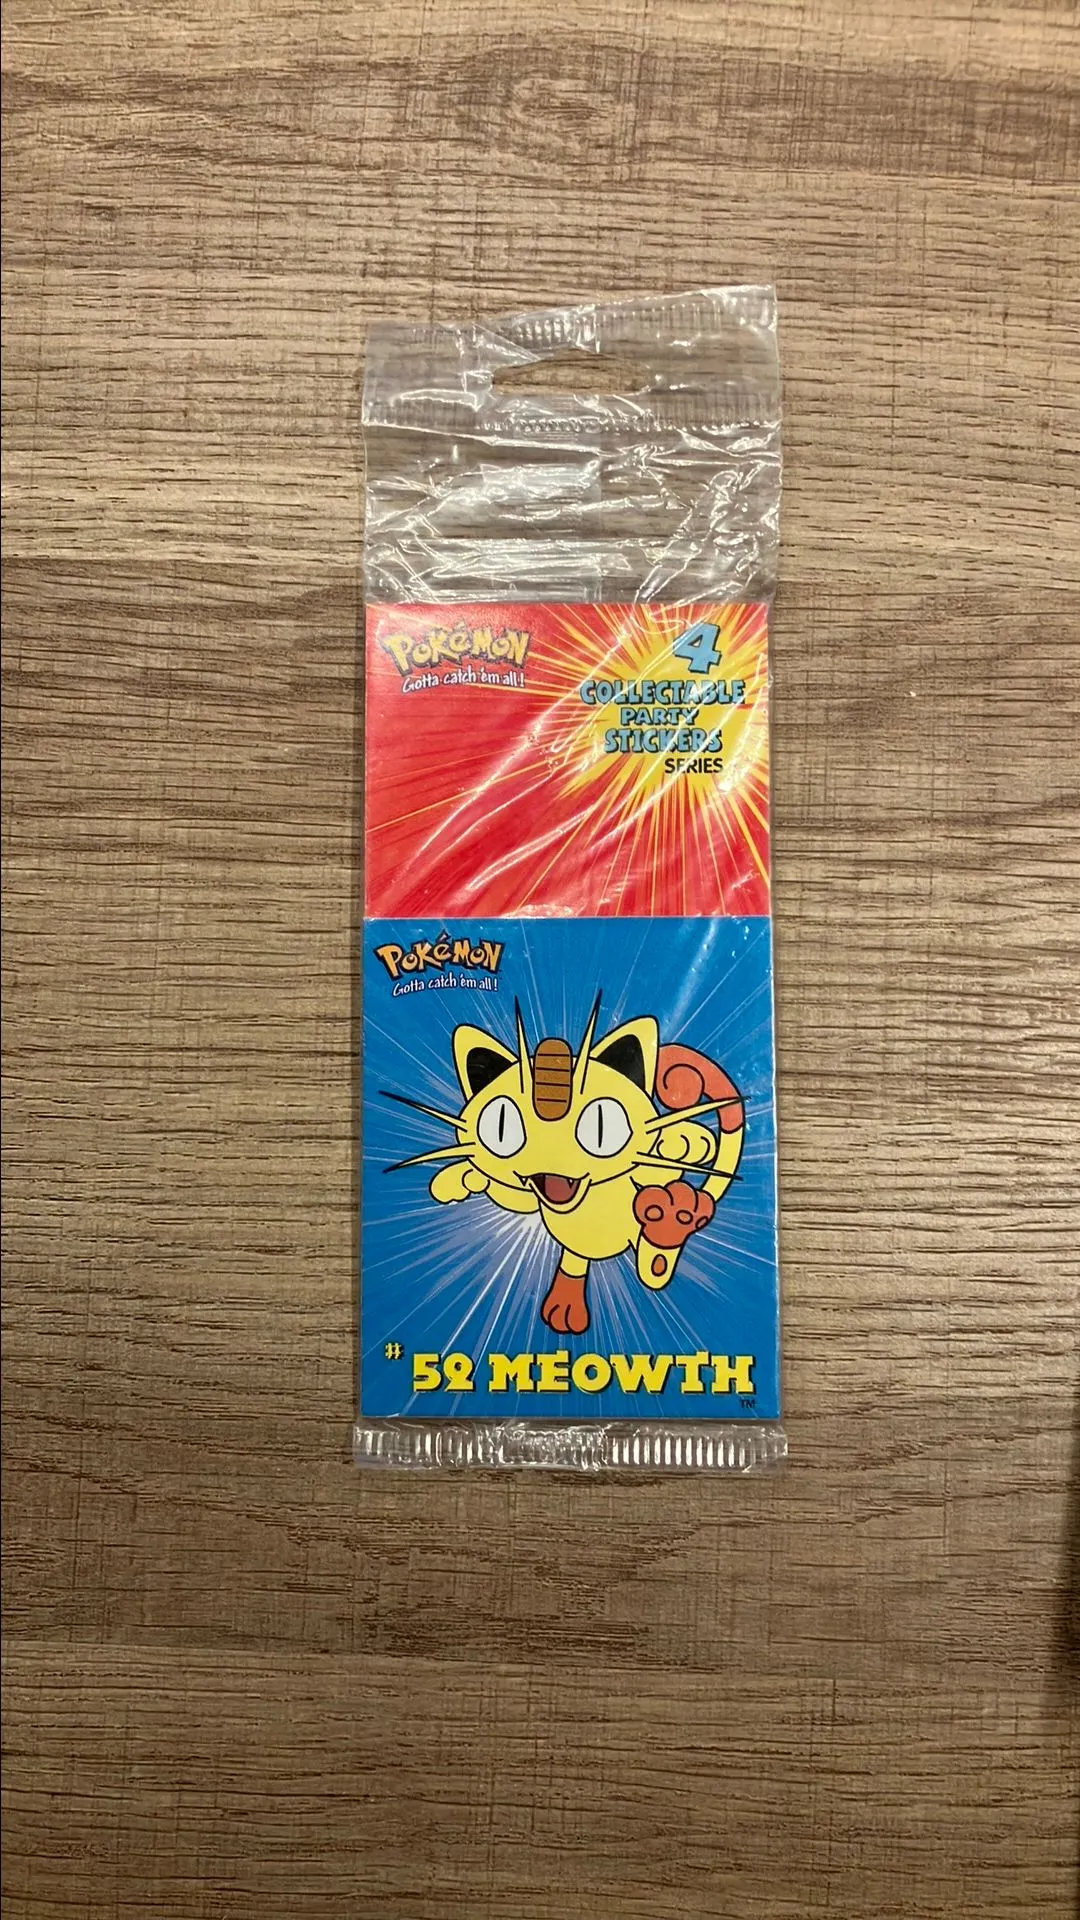 POKéMON
Gotta catch 'em all!
4
COLLECTABLE
PARTY
STICKERS
SERIES
POKéMON
Gotta catch 'em all!
# 52 MEOWTH
TM